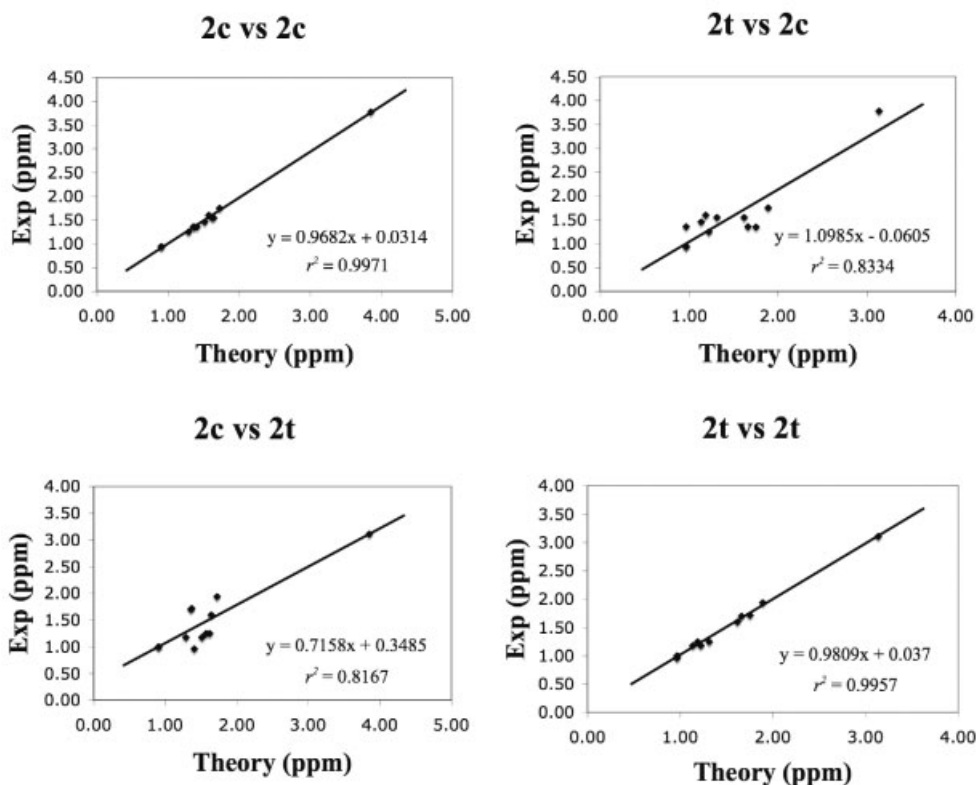 2c vs 2c
4.50
4.00
3.50
3.00
2.50
2.00
1.50
1.00
0.50
0.00
Exp (ppm)
y = 0.9682x + 0.0314
r² = 0.9971
0.00 1.00 2.00 3.00 4.00 5.00
Theory (ppm)
2t vs 2c
4.50
4.00
3.50
3.00
2.50
2.00
1.50
1.00
0.50
0.00
Exp (ppm)
y = 1.0985x - 0.0605
r² = 0.8334
0.00 1.00 2.00 3.00 4.00
Theory (ppm)
2c vs 2t
4.00
3.50
3.00
2.50
2.00
1.50
1.00
0.50
0.00
Exp (ppm)
y = 0.7158x + 0.3485
r² = 0.8167
0.00 1.00 2.00 3.00 4.00 5.00
Theory (ppm)
2t vs 2t
4.00
3.50
3.00
2.50
2.00
1.50
1.00
0.50
0.00
Exp (ppm)
y = 0.9809x + 0.037
r² = 0.9957
0.00 1.00 2.00 3.00 4.00
Theory (ppm)